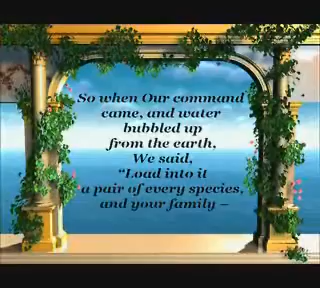 So when Our command
came, and water
bubbled up
from the earth,
We said,
“Load into it
a pair of every species,
and your family –